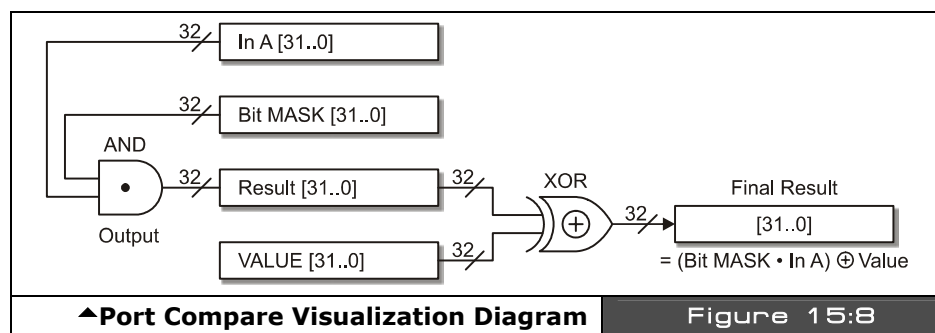 32 In A [31..0]
32 Bit MASK [31..0]
AND
32 Result [31..0] 32 XOR Final Result
32 [31..0]
Output
VALUE [31..0] 32
= (Bit MASK • In A) ⊕ Value
Port Compare Visualization Diagram Figure 15:8